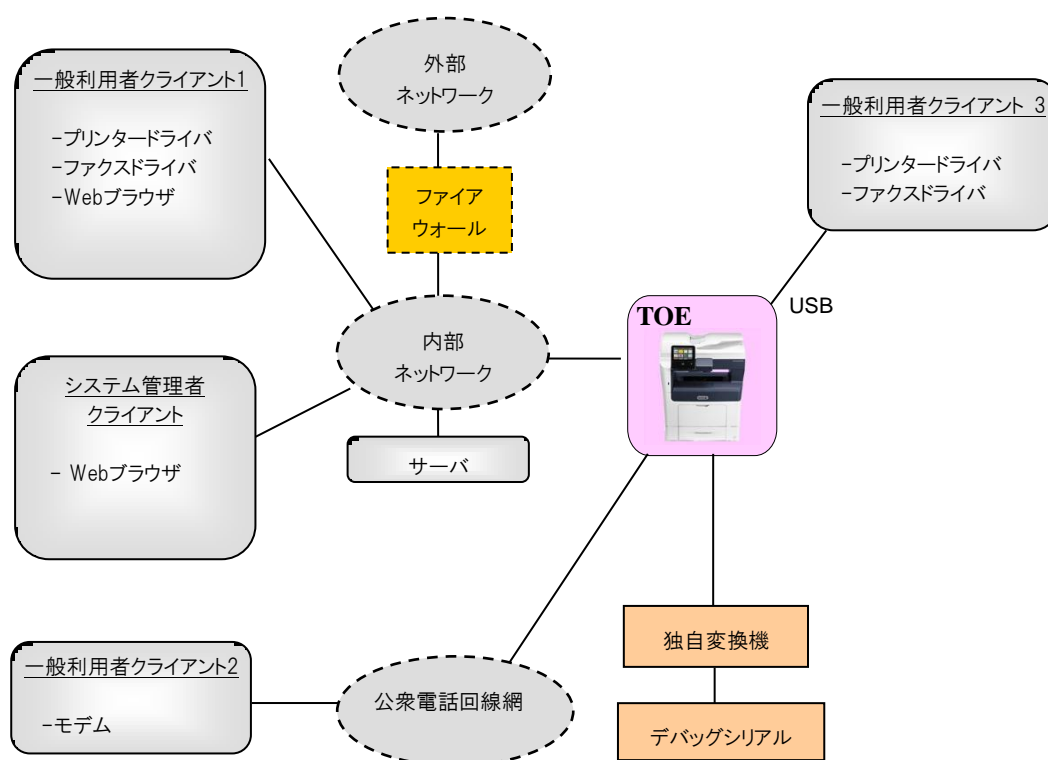 一般利用者クライアント1
-プリンタードライバ
-ファクスドライバ
-Webブラウザ
外部
ネットワーク
ファイア
ウォール
一般利用者クライアント 3
-プリンタードライバ
-ファクスドライバ
USB
TOE
内部
ネットワーク
システム管理者
クライアント
- Webブラウザ
サーバ
独自変換機
一般利用者クライアント2
-モデム
公衆電話回線網
デバッグシリアル